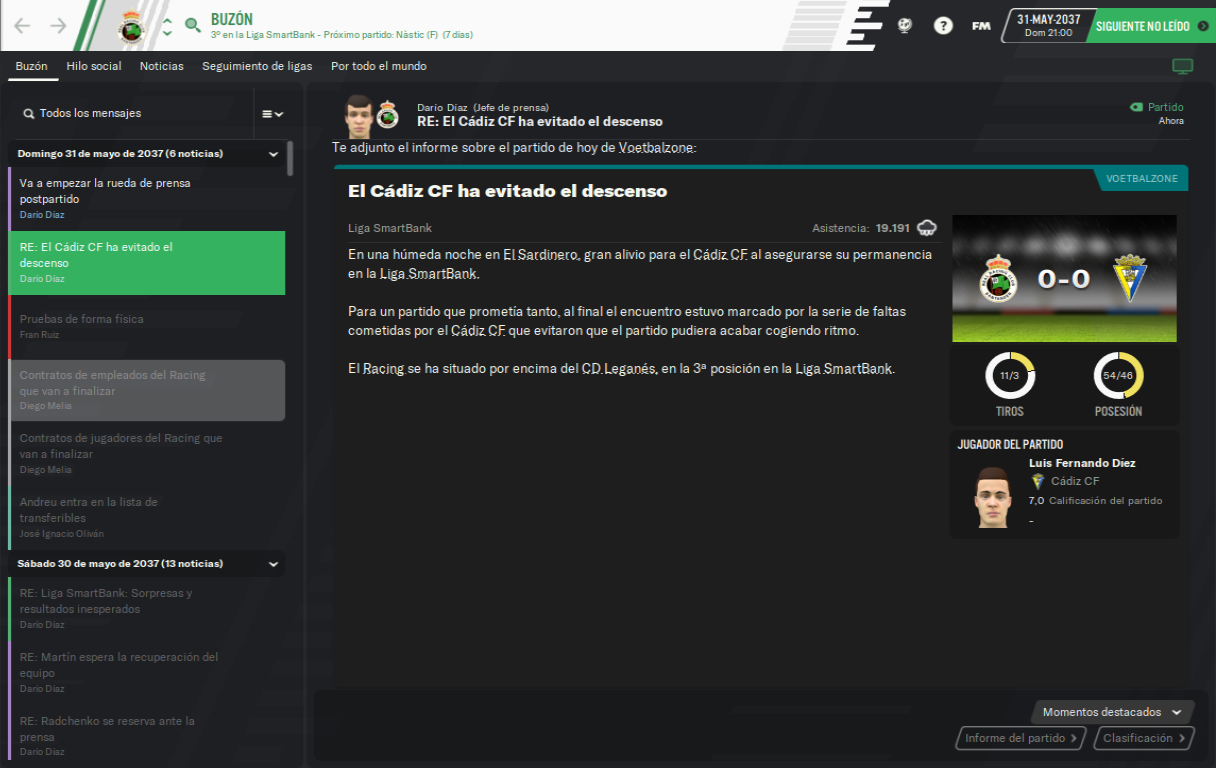 BUZÓN
3º en la Liga SmartBank - Próximo partido: Nàstic (F) (7 días)
?
FM
31-MAY-2037
Dom 21:00
SIGUIENTE NO LEÍDO
Buzón
Hilo social
Noticias
Seguimiento de ligas
Por todo el mundo
Todos los mensajes
Domingo 31 de mayo de 2037 (6 noticias)
Va a empezar la rueda de prensa
postpartido
Darío Díaz
RE: El Cádiz CF ha evitado el
descenso
Darío Díaz
Pruebas de forma física
Fran Ruiz
Contratos de empleados del Racing
que van a finalizar
Diego Melia
Contratos de jugadores del Racing que
van a finalizar
Diego Melia
Andreu entra en la lista de
transferibles
José Ignacio Oliván
Sábado 30 de mayo de 2037 (13 noticias)
RE: Liga SmartBank: Sorpresas y
resultados inesperados
Darío Díaz
RE: Martín espera la recuperación del
equipo
Darío Díaz
RE: Radchenko se reserva ante la
prensa
Darío Díaz
Darío Díaz (Jefe de prensa)
RE: El Cádiz CF ha evitado el descenso
Partido
Ahora
Te adjunto el informe sobre el partido de hoy de Voetbalzone:
VOETBALZONE
El Cádiz CF ha evitado el descenso
Liga SmartBank
Asistencia: 19.191
En una húmeda noche en El Sardinero, gran alivio para el Cádiz CF al asegurarse su permanencia
en la Liga SmartBank.
Para un partido que prometía tanto, al final el encuentro estuvo marcado por la serie de faltas
cometidas por el Cádiz CF que evitaron que el partido pudiera acabar cogiendo ritmo.
El Racing se ha situado por encima del CD Leganés, en la 3ª posición en la Liga SmartBank.
0-0
11/3
TIROS
54/46
POSESIÓN
JUGADOR DEL PARTIDO
Luis Fernando Díez
Cádiz CF
7,0 Calificación del partido
-
Momentos destacados
Informe del partido
Clasificación